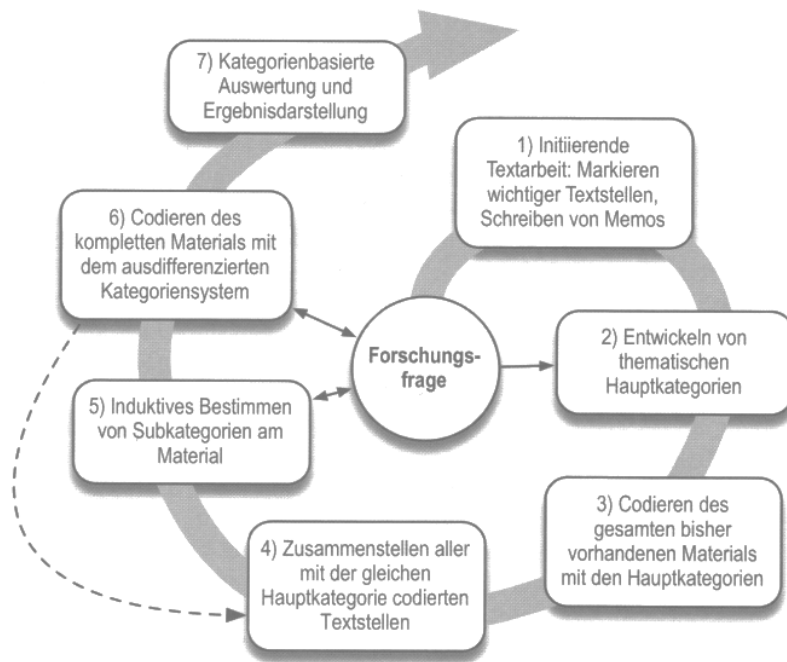 7) Kategorienbasierte
Auswertung und
Ergebnisdarstellung
1) Initiierende
Textarbeit: Markieren
wichtiger Textstellen,
Schreiben von Memos
6) Codieren des
kompletten Materials mit
dem ausdifferenzierten
Kategoriensystem
Forschungs-
frage
2) Entwickeln von
thematischen
Hauptkategorien
5) Induktives Bestimmen
von Subkategorien am
Material
3) Codieren des
gesamten bisher
vorhandenen Materials
mit den Hauptkategorien
4) Zusammenstellen aller
mit der gleichen
Hauptkategorie codierten
Textstellen